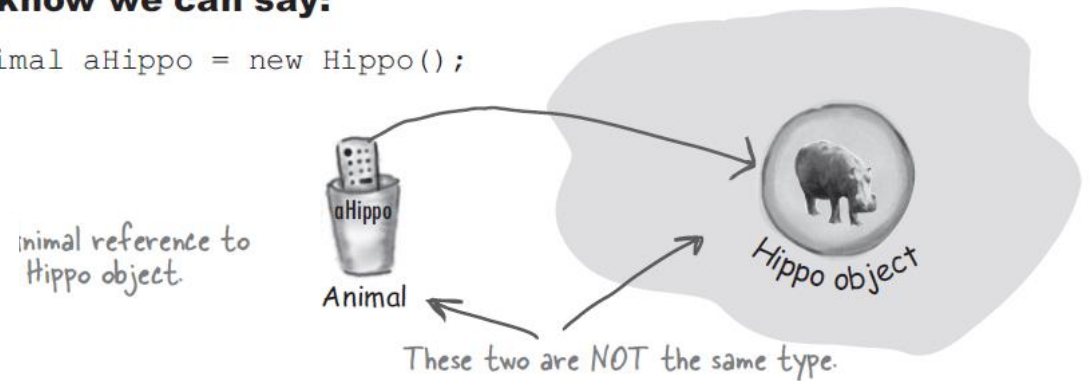 know we can say:
imal aHippo = new Hippo();
aHippo
nimal reference to
Hippo object.
Animal
Hippo object
These two are NOT the same type.